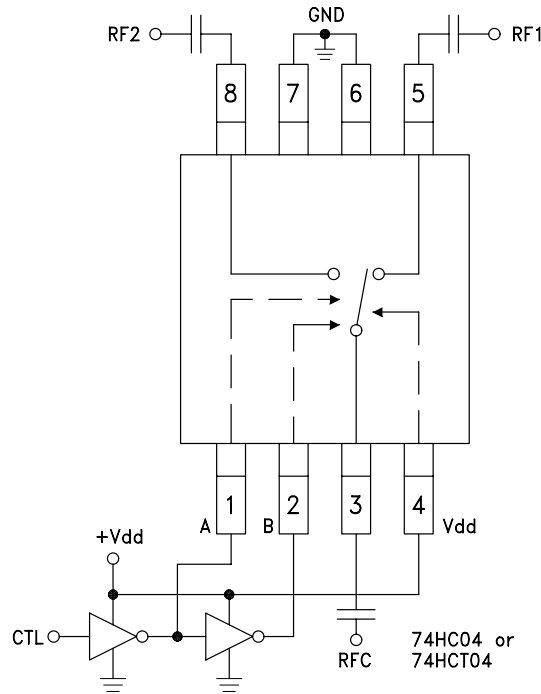 GND
RF2
RF1
8 7 6 5
1 2 3 4
A B Vdd
+Vdd
CTL
RFC
74HC04 or
74HCT04